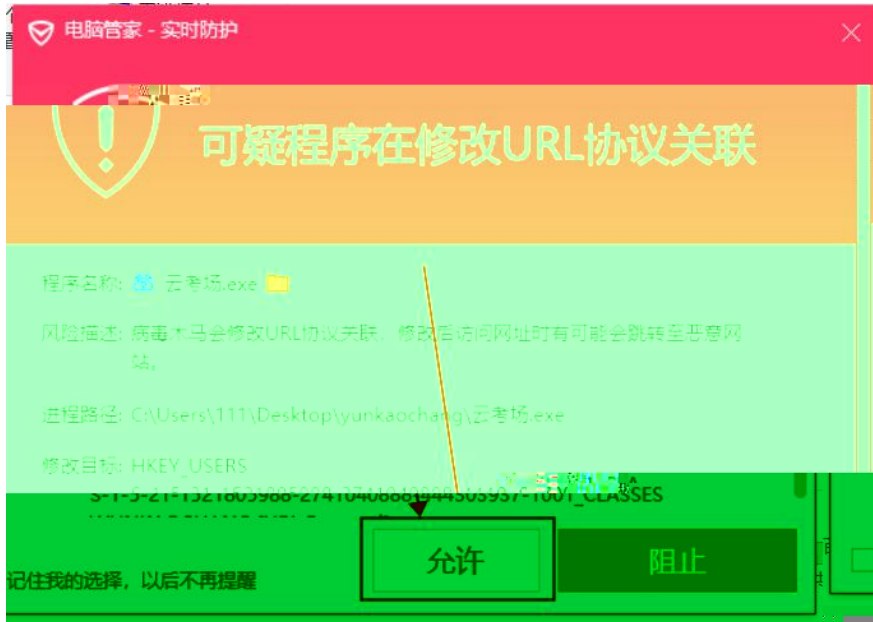 电脑管家 - 实时防护
可疑程序在修改URL协议关联
程序名称: 云考场.exe
风险描述: 病毒木马会修改URL协议关联，修改后访问网址时有可能会跳转至恶意网
站。
进程路径: C:\Users\111\Desktop\yunkaochang\云考场.exe
修改目标: HKEY_USERS
允许
阻止
记住我的选择，以后不再提醒